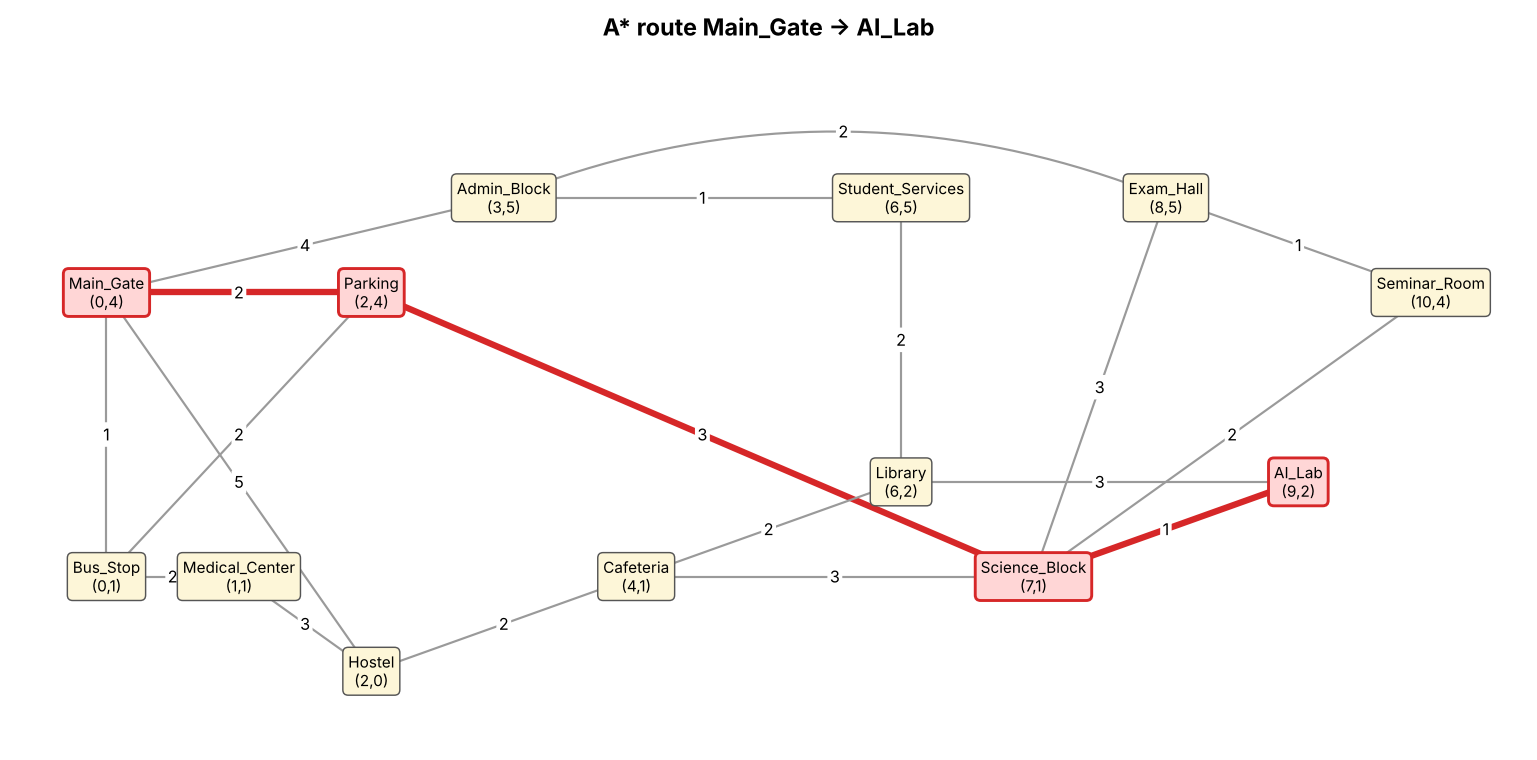 A* route Main_Gate → AI_Lab
2
Admin_Block
(3,5)
1
Student_Services
(6,5)
Exam_Hall
(8,5)
4
1
Main_Gate
(0,4)
2
Parking
(2,4)
Seminar_Room
(10,4)
2
3
1
2
3
2
5
Library
(6,2)
3
AI_Lab
(9,2)
2
1
Bus_Stop
(0,1)
2
Medical_Center
(1,1)
Cafeteria
(4,1)
3
Science_Block
(7,1)
3
2
Hostel
(2,0)